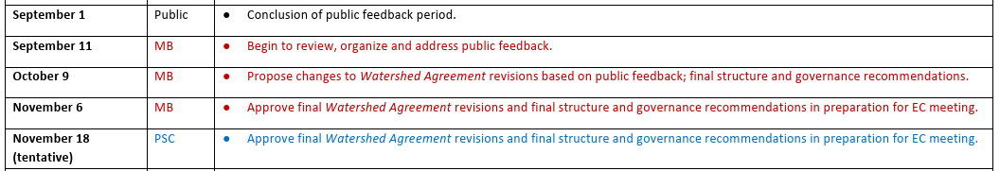 September 1 Public ● Conclusion of public feedback period.
September 11 MB ● Begin to review, organize and address public feedback.
October 9 MB ● Propose changes to Watershed Agreement revisions based on public feedback; final structure and governance recommendations.
November 6 MB ● Approve final Watershed Agreement revisions and final structure and governance recommendations in preparation for EC meeting.
November 18 PSC ● Approve final Watershed Agreement revisions and final structure and governance recommendations in preparation for EC meeting.
(tentative)